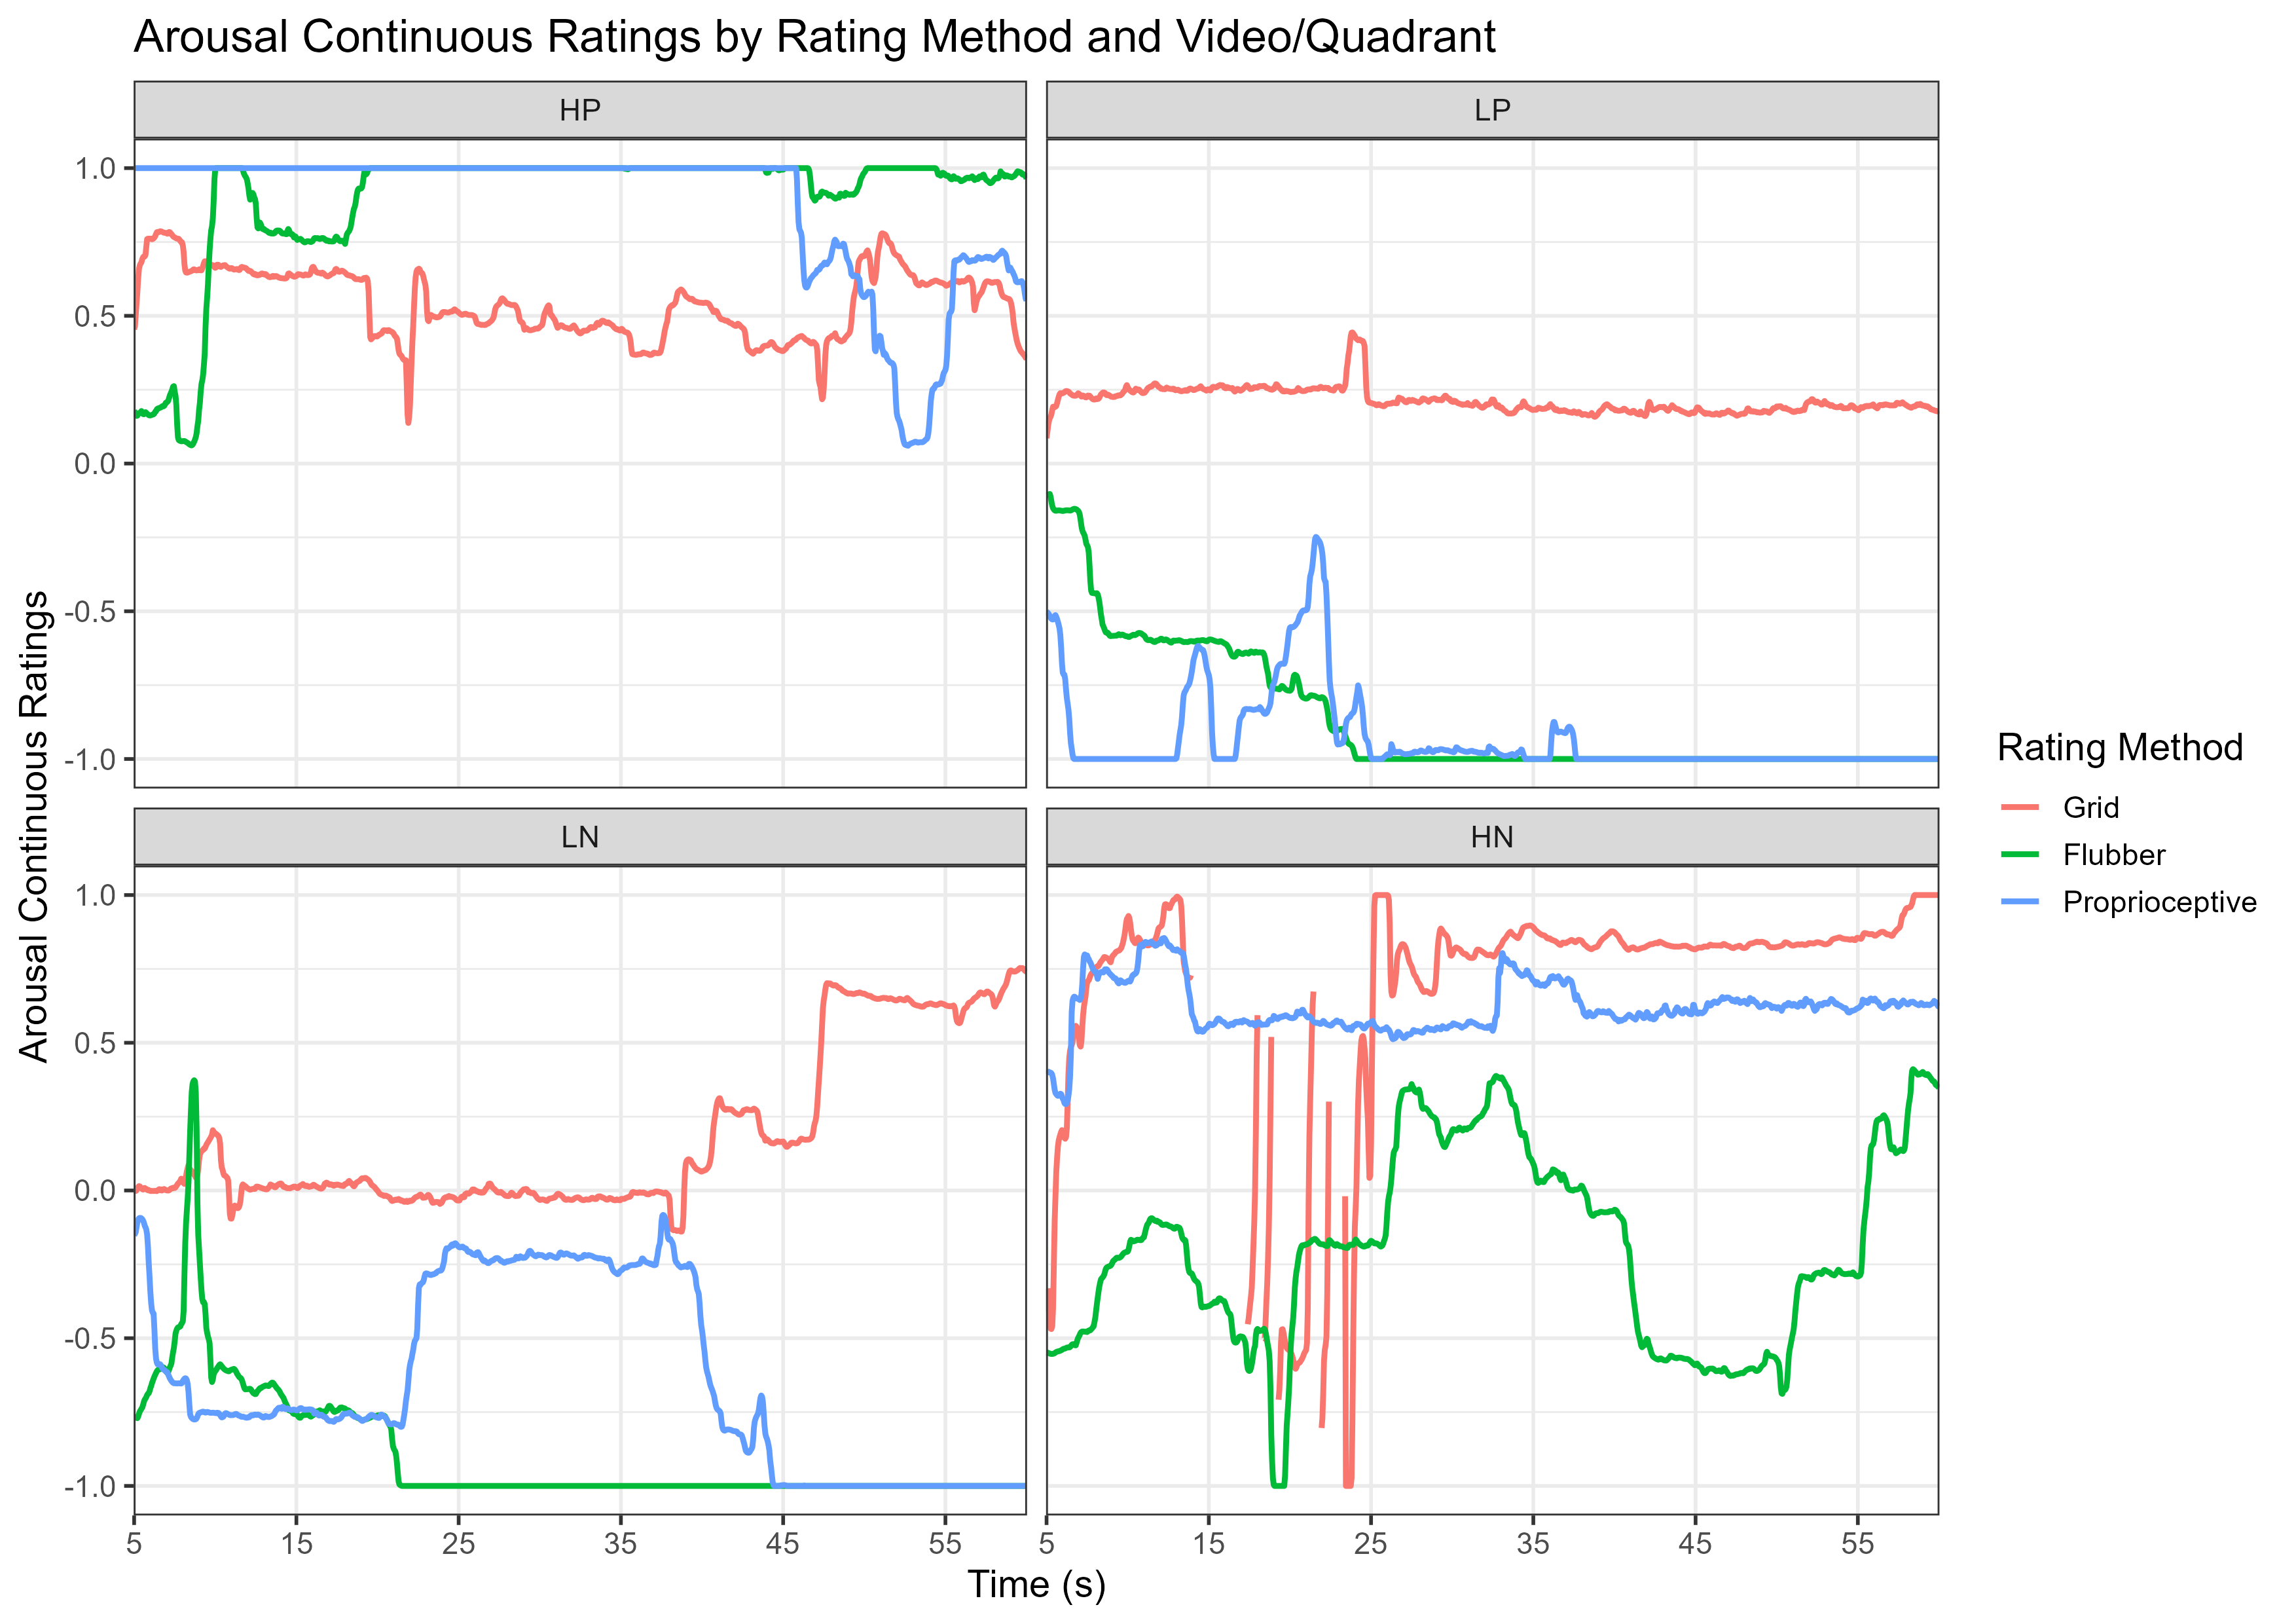 Arousal Continuous Ratings by Rating Method and Video/Quadrant
HP
LP
1.0
0.5
0.0
-0.5
-1.0
LN
HN
1.0
0.5
0.0
-0.5
-1.0
5
15
25
35
45
55
5
15
25
35
45
55
Time (s)
Arousal Continuous Ratings
Rating Method
Grid
Flubber
Proprioceptive